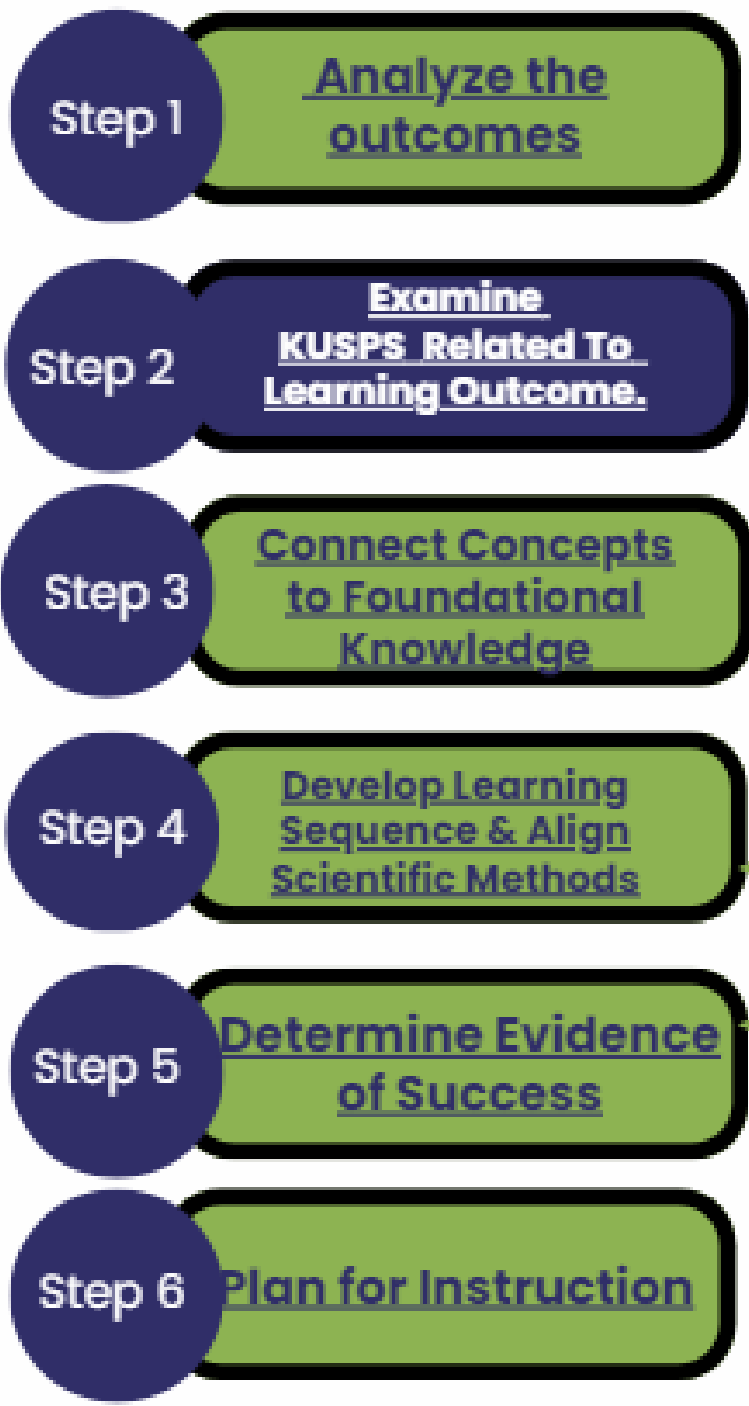 Step 1
Analyze the
outcomes
Step 2
Examine
KUSPS Related To
Learning Outcome.
Step 3
Connect Concepts
to Foundational
Knowledge
Step 4
Develop Learning
Sequence & Align
Scientific Methods
Step 5
Determine Evidence
of Success
Step 6
Plan for Instruction